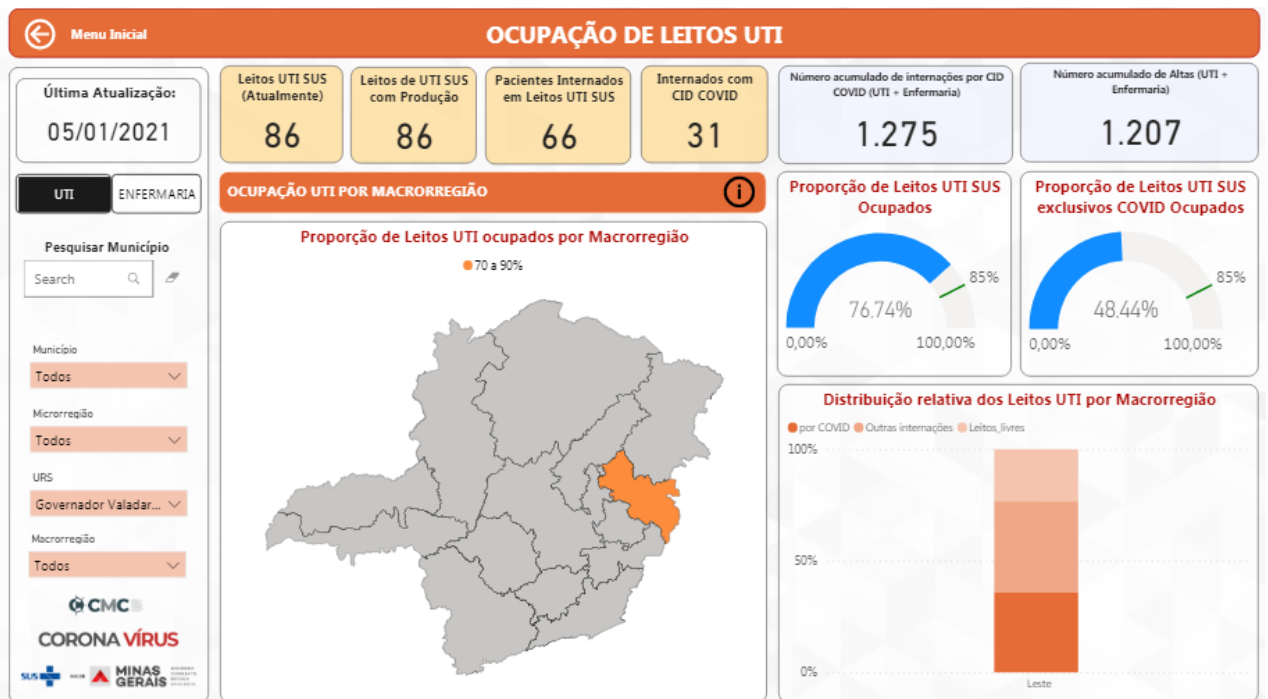 Menu Inicial
OCUPAÇÃO DE LEITOS UTI
Última Atualização:
05/01/2021
UTI
ENFERMARIA
Pesquisar Município
Search
Município
Todos
Microrregião
Todos
URS
Governador Valadar...
Macrorregião
Todos
CMC
CORONA VÍRUS
SUS
MINAS
GERAIS
Leitos UTI SUS
(Atualmente)
86
Leitos de UTI SUS
com Produção
86
Pacientes Internados
em Leitos UTI SUS
66
Internados com
CID COVID
31
Número acumulado de internações por CID
COVID (UTI + Enfermaria)
1.275
Número acumulado de Altas (UTI +
Enfermaria)
1.207
OCUPAÇÃO UTI POR MACRORREGIÃO
i
Proporção de Leitos UTI ocupados por Macrorregião
70 a 90%
Proporção de Leitos UTI SUS
Ocupados
85%
76.74%
0,00%
100,00%
Proporção de Leitos UTI SUS
exclusivos COVID Ocupados
85%
48.44%
0,00%
100,00%
Distribuição relativa dos Leitos UTI por Macrorregião
por COVID Outras internações Leitos_livres
100%
50%
0%
Leste